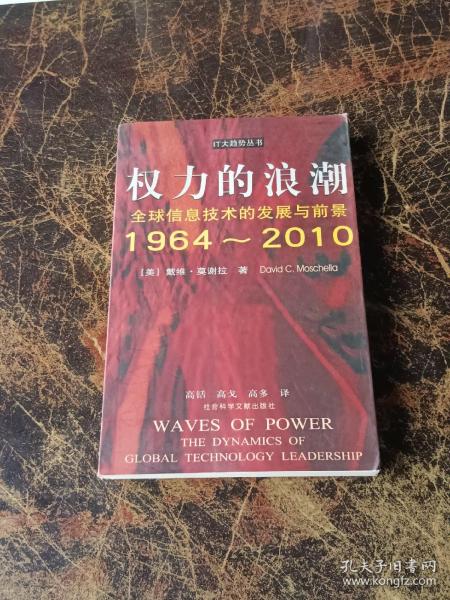 IT大趋势丛书
权力的浪潮
全球信息技术的发展与前景
1964～2010
［美］戴维·莫谢拉 著 David C. Moschella
高铦 高戈 高多 译
社会科学文献出版社
WAVES OF POWER
THE DYNAMICS OF
GLOBAL TECHNOLOGY LEADERSHIP
孔夫子旧书网
www.kongfz.com